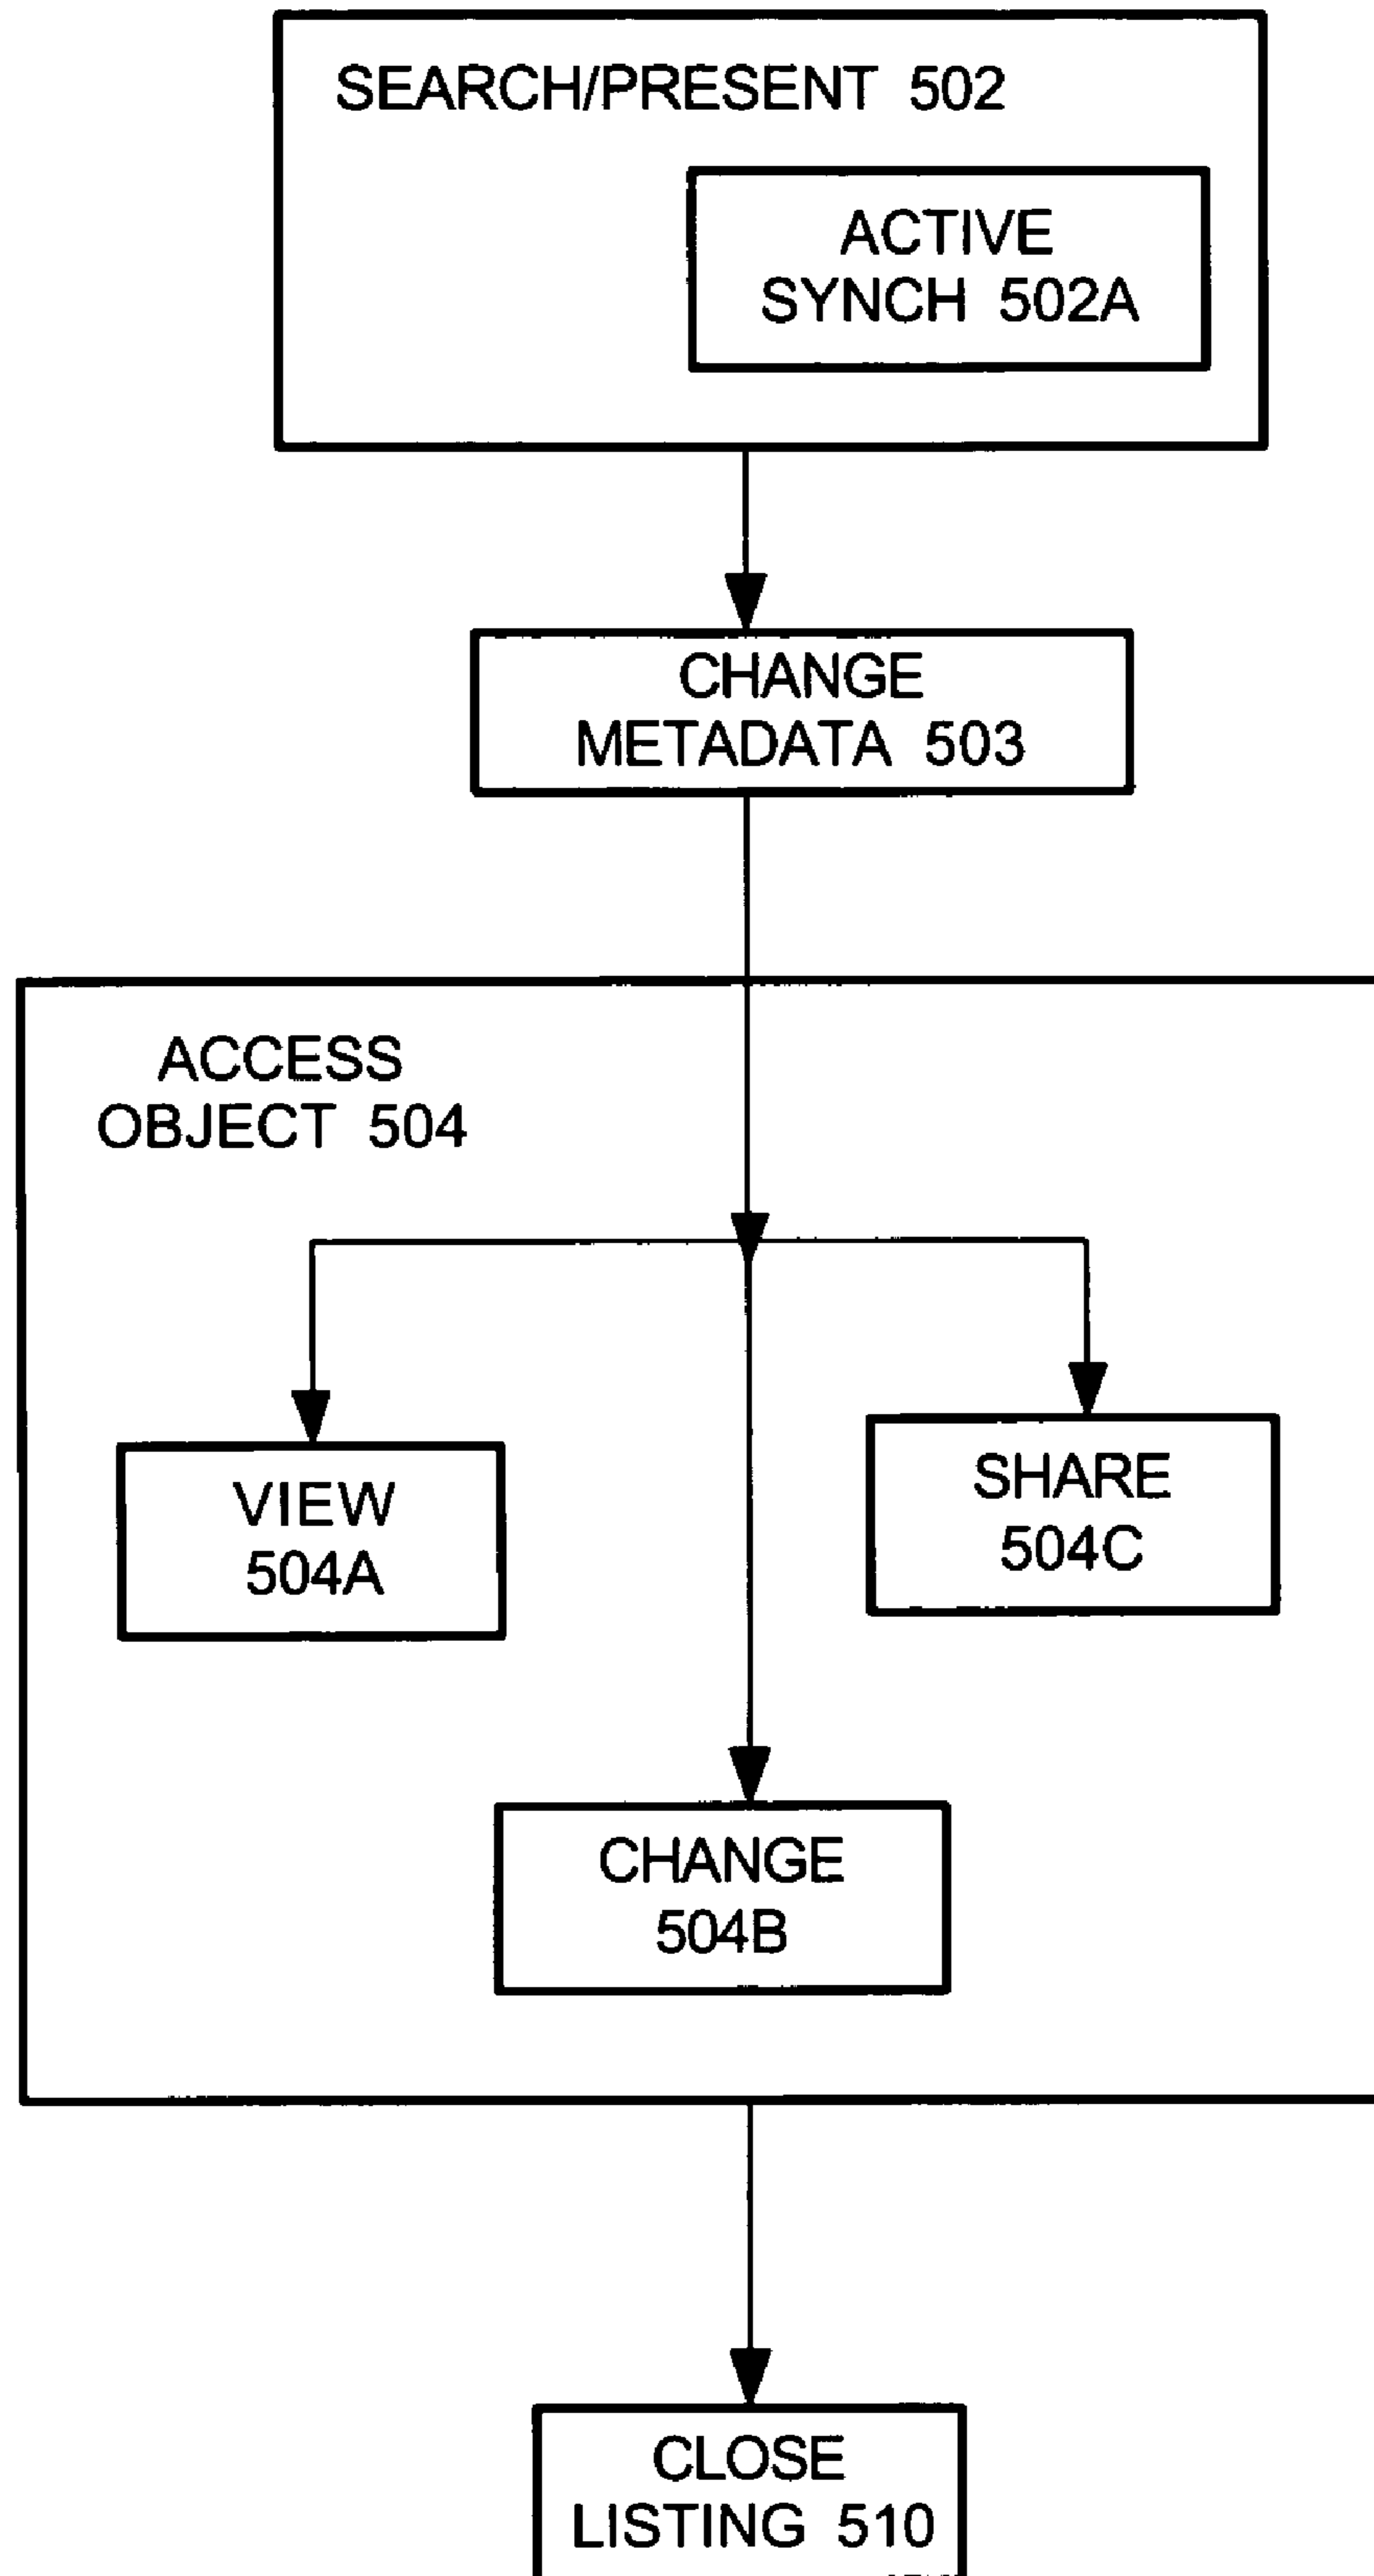 SEARCH/PRESENT 502
ACTIVE
SYNCH 502A
CHANGE
METADATA 503
ACCESS
OBJECT 504
VIEW
504A
SHARE
504C
CHANGE
504B
CLOSE
LISTING 510